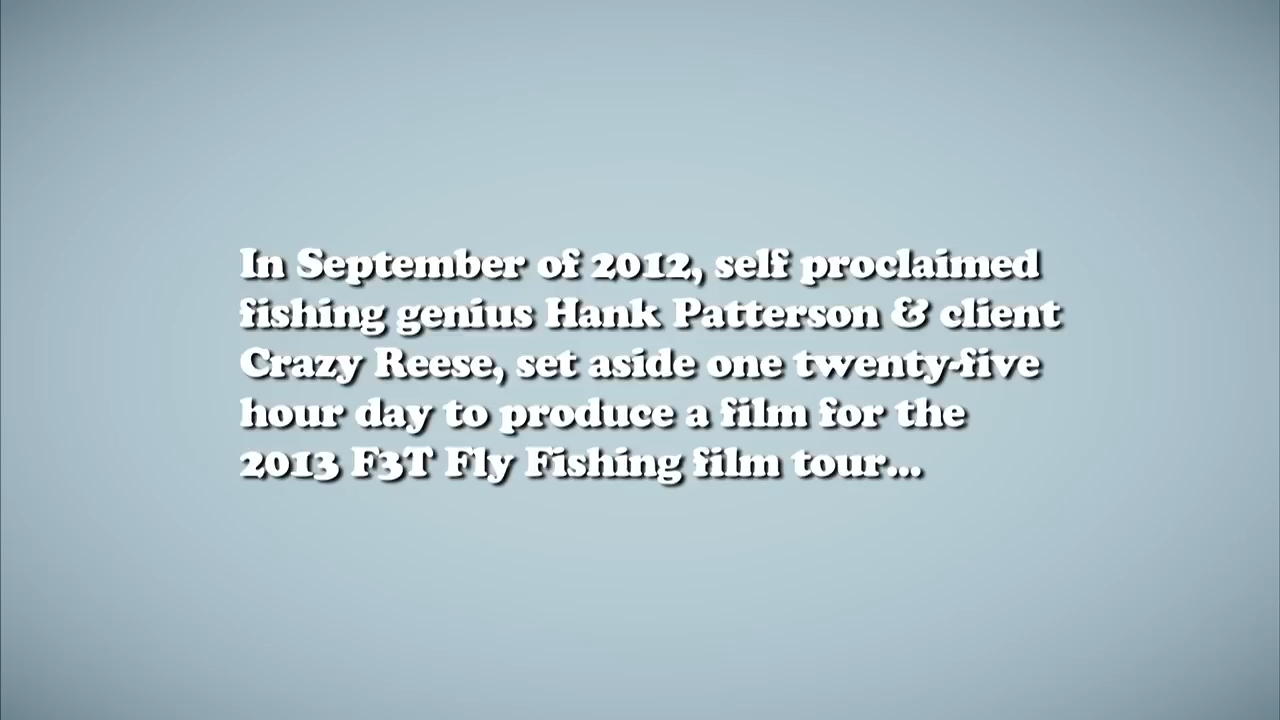 In September of 2012, self proclaimed
fishing genius Hank Patterson & client
Crazy Reese, set aside one twenty-five
hour day to produce a film for the
2013 F3T Fly Fishing film tour...